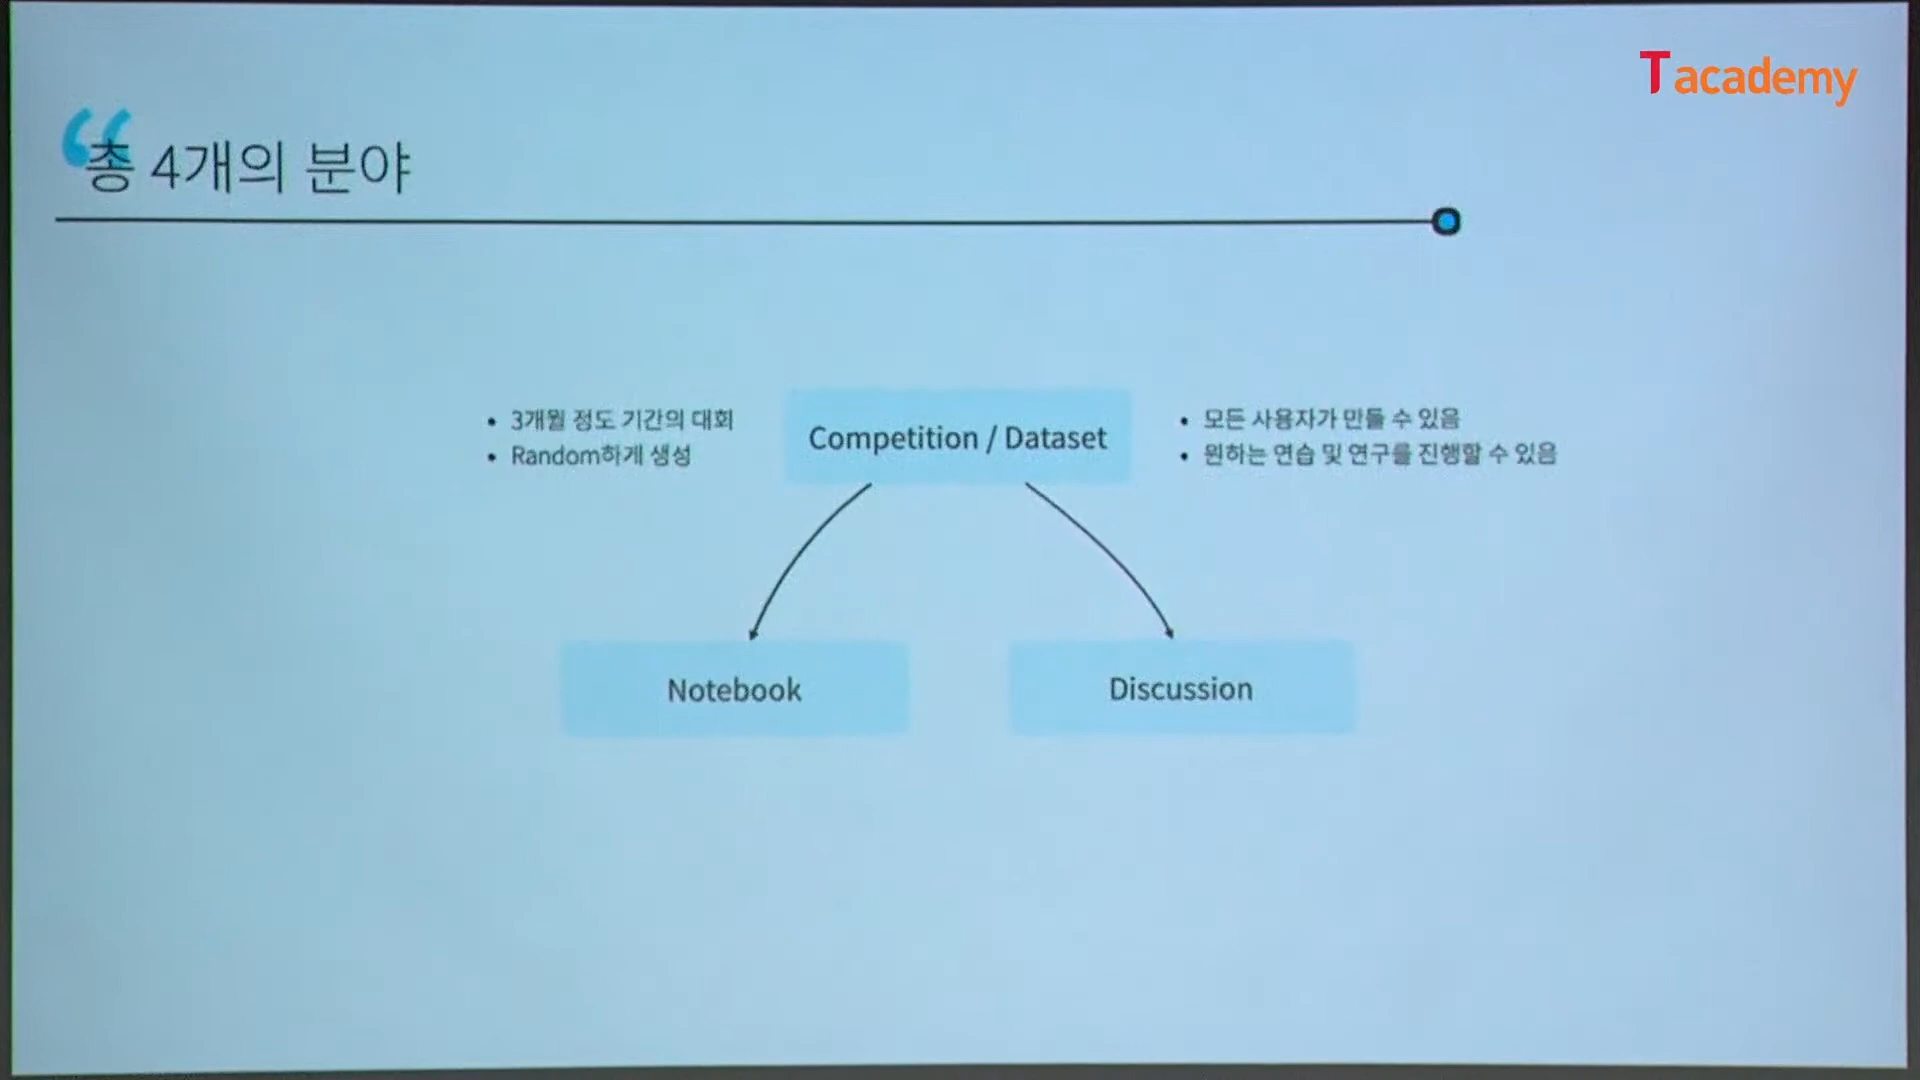 T academy
총 4개의 분야
3개월 정도 기간의 대회
Random하게 생성
Competition / Dataset
모든 사용자가 만들 수 있음
원하는 연습 및 연구를 진행할 수 있음
Notebook
Discussion